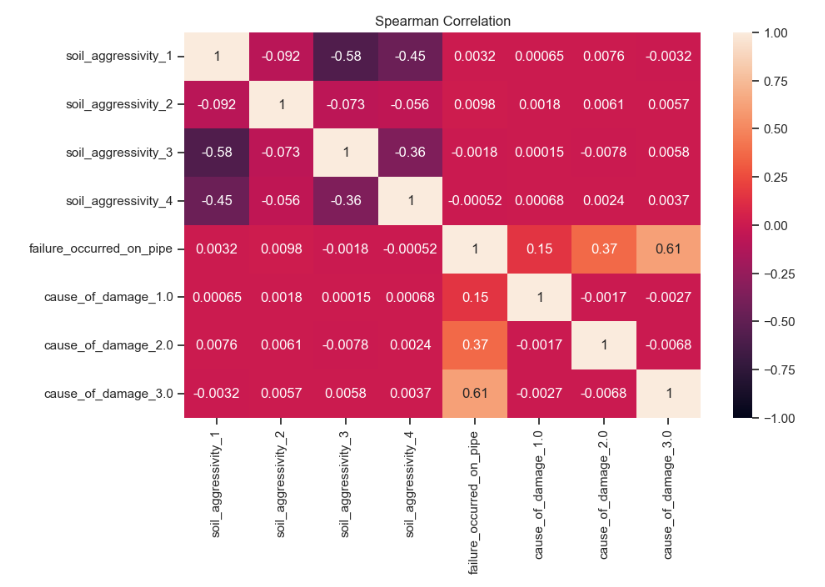 Spearman Correlation
soil_aggressivity_1 1 -0.092 -0.58 -0.45 0.0032 0.00065 0.0076 -0.0032
soil_aggressivity_2 -0.092 1 -0.073 -0.056 0.0098 0.0018 0.0061 0.0057
soil_aggressivity_3 -0.58 -0.073 1 -0.36 -0.0018 0.00015 -0.0078 0.0058
soil_aggressivity_4 -0.45 -0.056 -0.36 1 -0.00052 0.00068 0.0024 0.0037
failure_occurred_on_pipe 0.0032 0.0098 -0.0018 -0.00052 1 0.15 0.37 0.61
cause_of_damage_1.0 0.00065 0.0018 0.00015 0.00068 0.15 1 -0.0017 -0.0027
cause_of_damage_2.0 0.0076 0.0061 -0.0078 0.0024 0.37 -0.0017 1 -0.0068
cause_of_damage_3.0 -0.0032 0.0057 0.0058 0.0037 0.61 -0.0027 -0.0068 1
soil_aggressivity_1
soil_aggressivity_2
soil_aggressivity_3
soil_aggressivity_4
failure_occurred_on_pipe
cause_of_damage_1.0
cause_of_damage_2.0
cause_of_damage_3.0
1.00
0.75
0.50
0.25
0.00
−0.25
−0.50
−0.75
−1.00